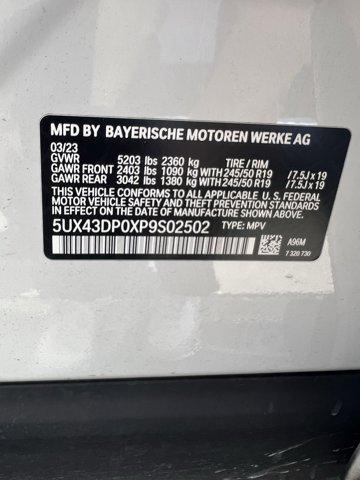 MFD BY BAYERISCHE MOTOREN WERKE AG
03/23
GVWR 5203 lbs 2360 kg TIRE / RIM
GAWR FRONT 2403 lbs 1090 kg WITH 245/50 R19 / 7.5J x 19
GAWR REAR 3042 lbs 1380 kg WITH 245/50 R19 / 7.5J x 19
THIS VEHICLE CONFORMS TO ALL APPLICABLE U. S. FEDERAL
MOTOR VEHICLE SAFETY STANDARDS IN EFFECT ON THE DATE
OF MANUFACTURE SHOWN ABOVE.
5UX43DP0XP9S02502 TYPE: MPV
A96M
7 320 730